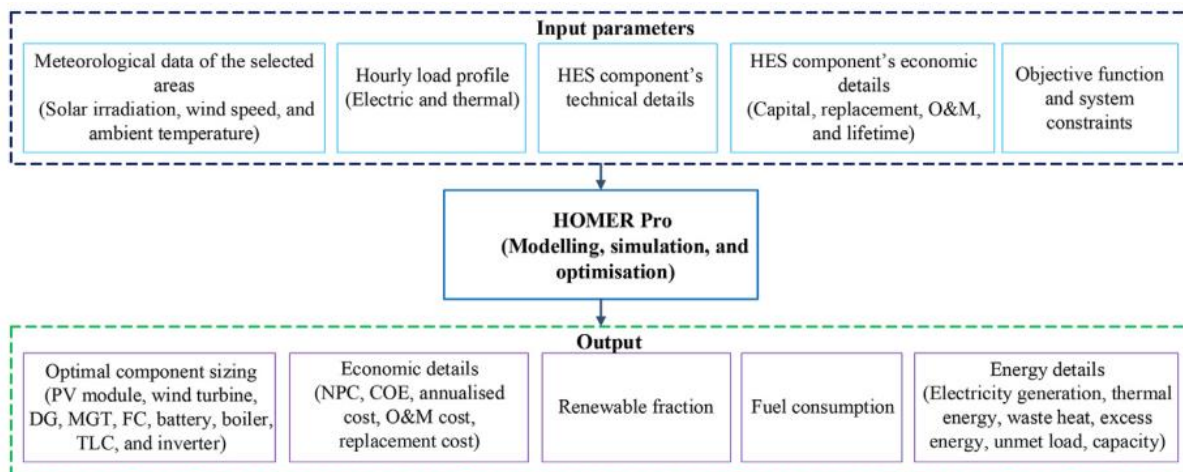 Input parameters
Meteorological data of the selected
areas
(Solar irradiation, wind speed, and
ambient temperature)
Hourly load profile
(Electric and thermal)
HES component's
technical details
HES component's economic
details
(Capital, replacement, O&M,
and lifetime)
Objective function
and system
constraints
HOMER Pro
(Modelling, simulation, and
optimisation)
Output
Optimal component sizing
(PV module, wind turbine,
DG, MGT, FC, battery, boiler,
TLC, and inverter)
Economic details
(NPC, COE, annualised
cost, O&M cost,
replacement cost)
Renewable fraction
Fuel consumption
Energy details
(Electricity generation, thermal
energy, waste heat, excess
energy, unmet load, capacity)